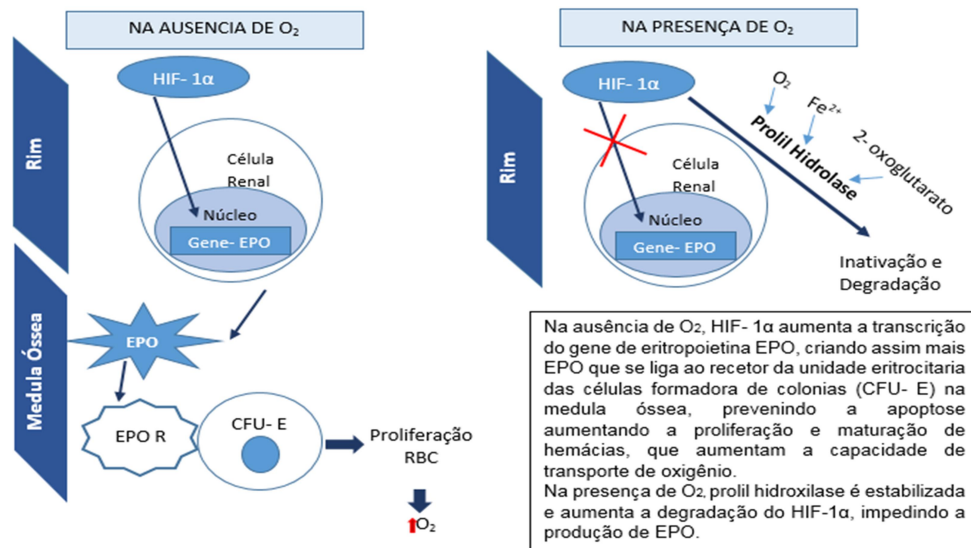 NA AUSENCIA DE O₂
Rim
HIF- 1α
Célula
Renal
Núcleo
Gene- EPO
Medula Óssea
EPO
EPO R
CFU- E
Proliferação
RBC
O₂
NA PRESENÇA DE O₂
Rim
HIF- 1α
O₂
Fe²⁺
2- oxoglutarato
Prolil Hidrolase
Célula
Renal
Núcleo
Gene- EPO
Inativação e
Degradação
Na ausência de O₂, HIF- 1α aumenta a transcrição
do gene de eritropoietina EPO, criando assim mais
EPO que se liga ao recetor da unidade eritrocitaria
das células formadora de colonias (CFU- E) na
medula óssea, prevenindo a apoptose
aumentando a proliferação e maturação de
hemácias, que aumentam a capacidade de
transporte de oxigênio.
Na presença de O₂, prolil hidroxilase é estabilizada
e aumenta a degradação do HIF-1α, impedindo a
produção de EPO.